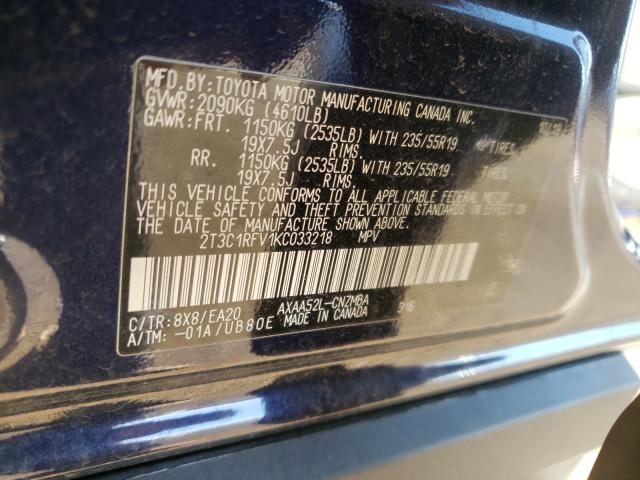 MFD. BY: TOYOTA MOTOR MANUFACTURING CANADA INC.
GVWR: 2090KG (4610LB)
GAWR: FRT. 1150KG (2535LB) WITH 235/55R19 TIRES,
19X7.5J RIMS.
RR. 1150KG (2535LB) WITH 235/55R19 TIRES,
19X7.5J RIMS.
THIS VEHICLE CONFORMS TO ALL APPLICABLE FEDERAL MOTOR
VEHICLE SAFETY AND THEFT PREVENTION STANDARDS IN EFFECT ON
THE DATE OF MANUFACTURE SHOWN ABOVE.
2T3C1RFV1KC033218 MPV
C/TR: 8X8/EA20 AXAA52L-CNZMBA
A/TM: -01A/UB80E MADE IN CANADA